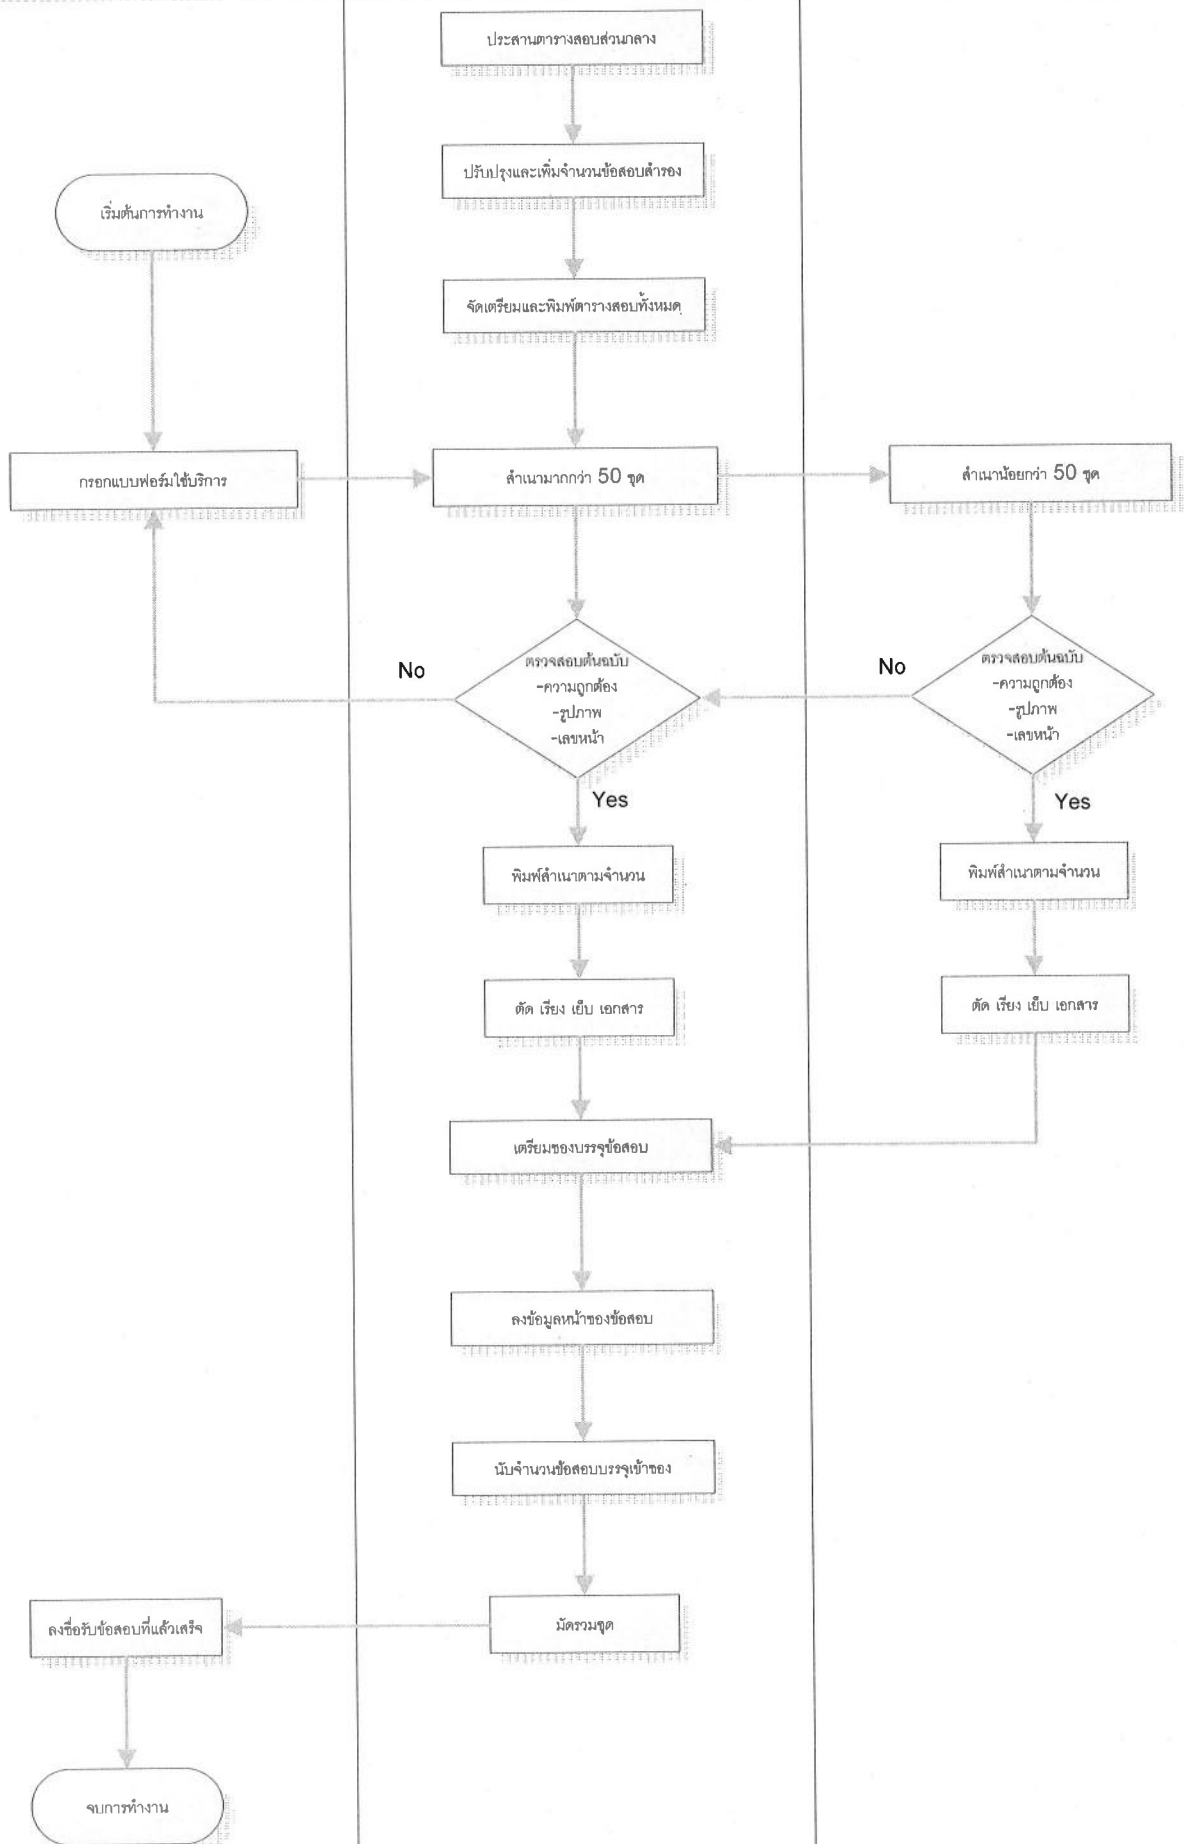 ประสานตารางสอบส่วนกลาง
ปรับปรุงและเพิ่มจำนวนข้อสอบสำรอง
เริ่มต้นการทำงาน
จัดเตรียมและพิมพ์ตารางสอบทั้งหมด
กรอกแบบฟอร์มใช้บริการ
สำเนามากกว่า 50 ชุด
สำเนาน้อยกว่า 50 ชุด
No
ตรวจสอบต้นฉบับ
-ความถูกต้อง
-รูปภาพ
-เลขหน้า
No
ตรวจสอบต้นฉบับ
-ความถูกต้อง
-รูปภาพ
-เลขหน้า
Yes
Yes
พิมพ์สำเนาตามจำนวน
พิมพ์สำเนาตามจำนวน
ตัด เรียง เย็บ เอกสาร
ตัด เรียง เย็บ เอกสาร
เตรียมซองบรรจุข้อสอบ
ลงข้อมูลหน้าซองข้อสอบ
นับจำนวนข้อสอบบรรจุเข้าซอง
ลงชื่อรับข้อสอบที่แล้วเสร็จ
มัดรวมชุด
จบการทำงาน